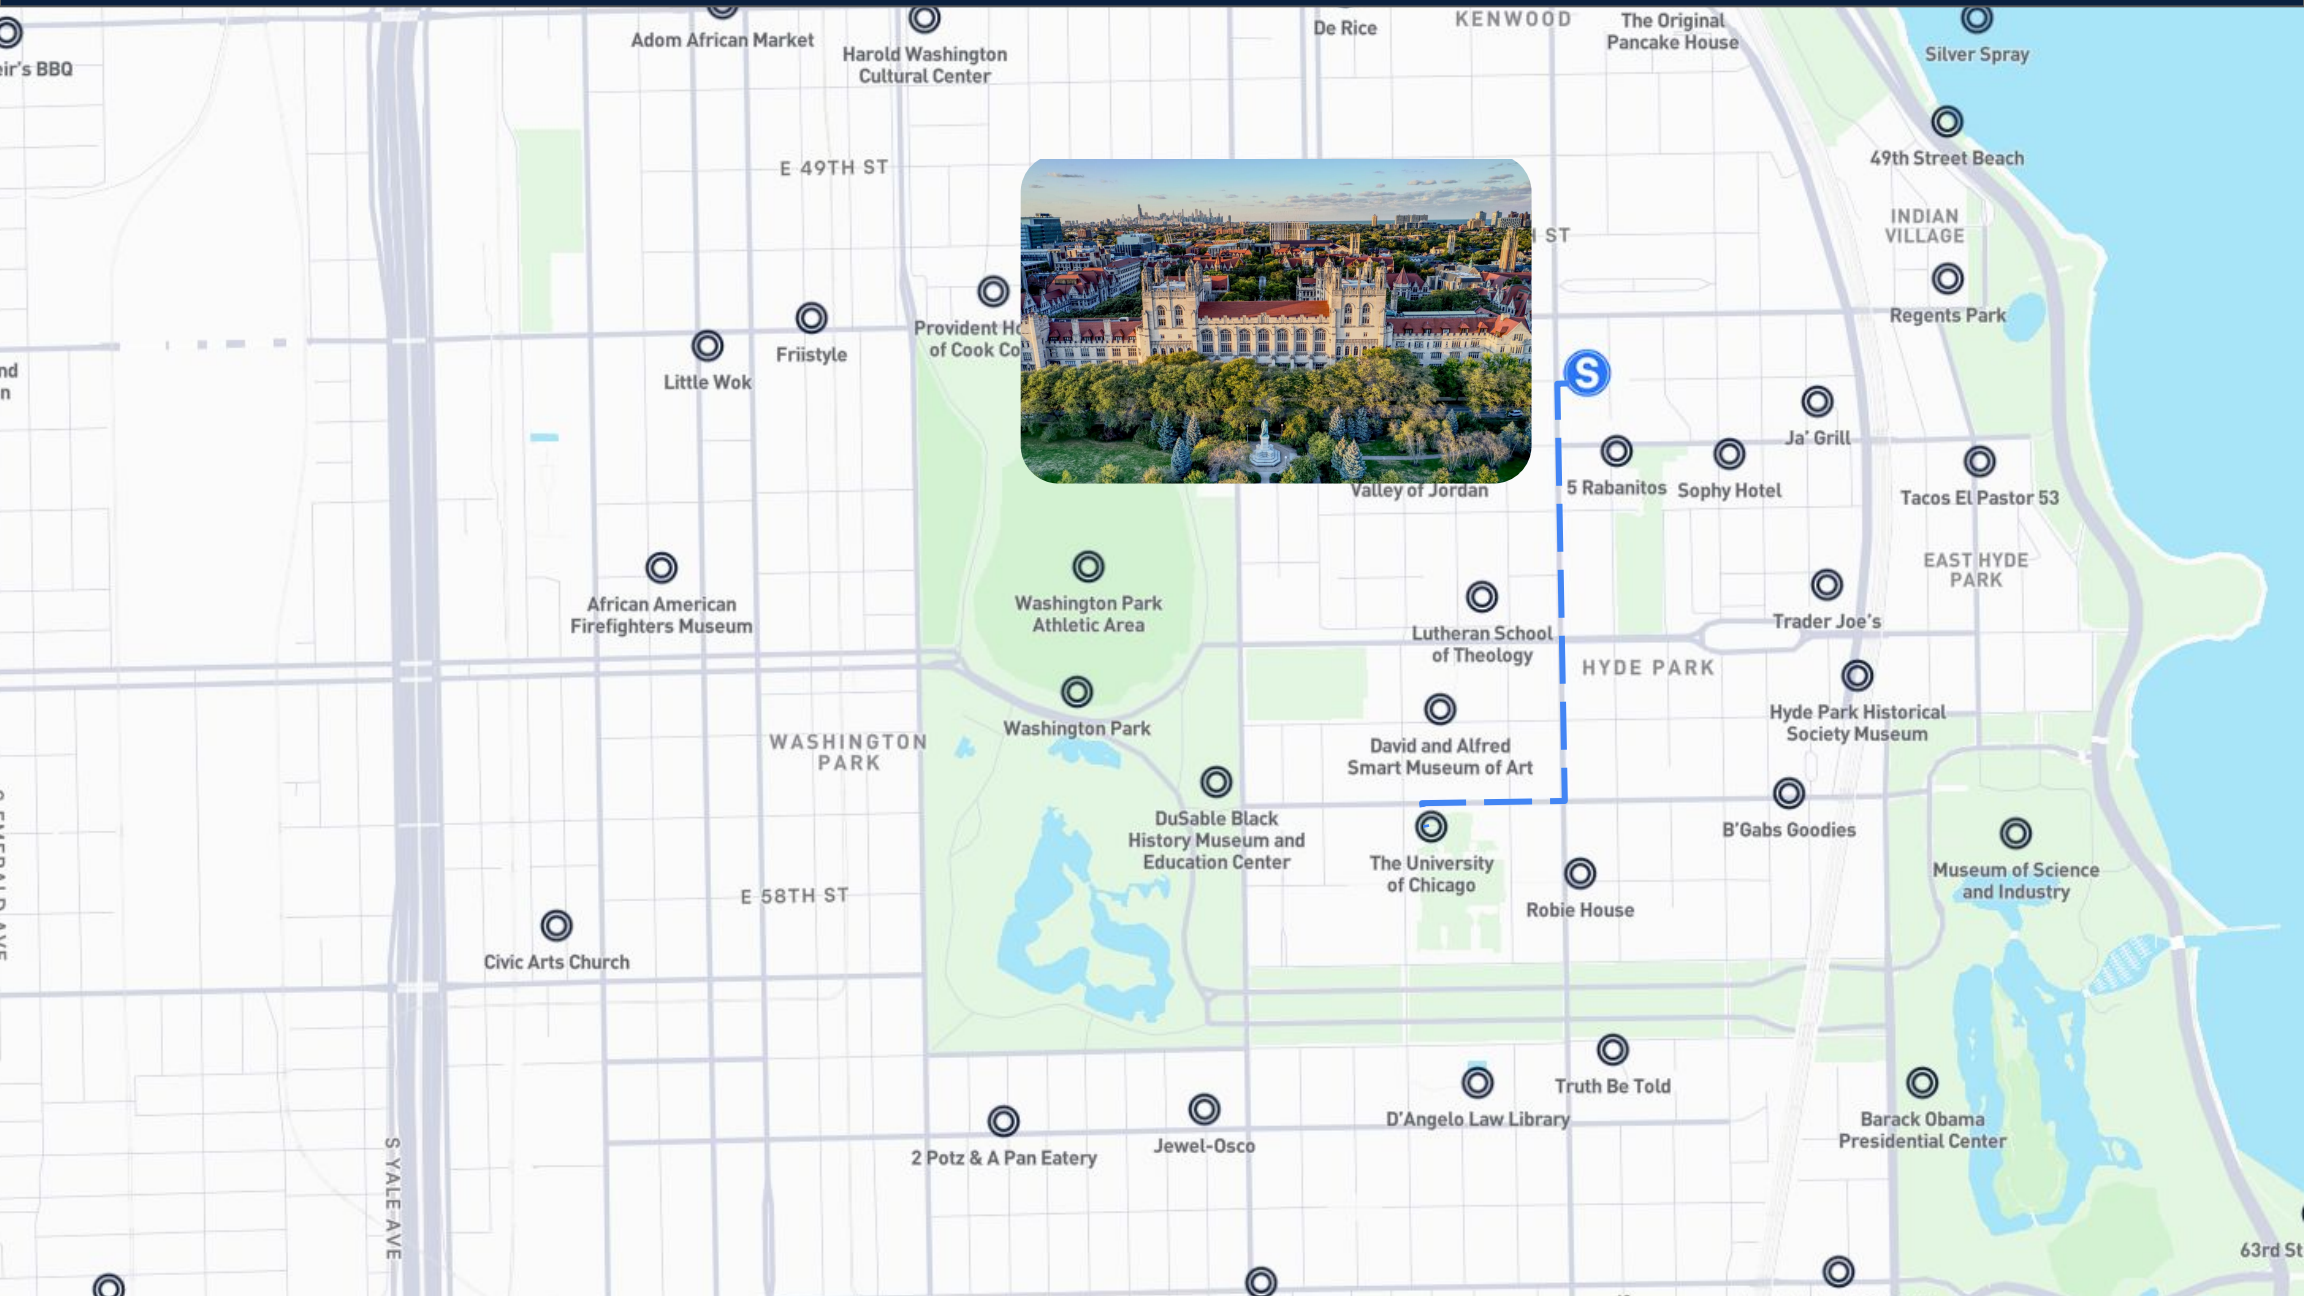 KENWOOD
The Original
Pancake House
De Rice
Adom African Market
Harold Washington
Cultural Center
Silver Spray
eir's BBQ
49th Street Beach
E 49TH ST
INDIAN
VILLAGE
ST
Regents Park
Provident Ho
of Cook Co
Friistyle
Little Wok
nd
n
S
Ja' Grill
5 Rabanitos
Sophy Hotel
Tacos El Pastor 53
Valley of Jordan
EAST HYDE
PARK
Washington Park
Athletic Area
African American
Firefighters Museum
Trader Joe's
Lutheran School
of Theology
HYDE PARK
Washington Park
Hyde Park Historical
Society Museum
WASHINGTON
PARK
David and Alfred
Smart Museum of Art
DuSable Black
History Museum and
Education Center
B'Gabs Goodies
The University
of Chicago
Museum of Science
and Industry
E 58TH ST
Robie House
Civic Arts Church
Truth Be Told
D'Angelo Law Library
Barack Obama
Presidential Center
Jewel-Osco
2 Potz & A Pan Eatery
S YALE AVE
63rd St